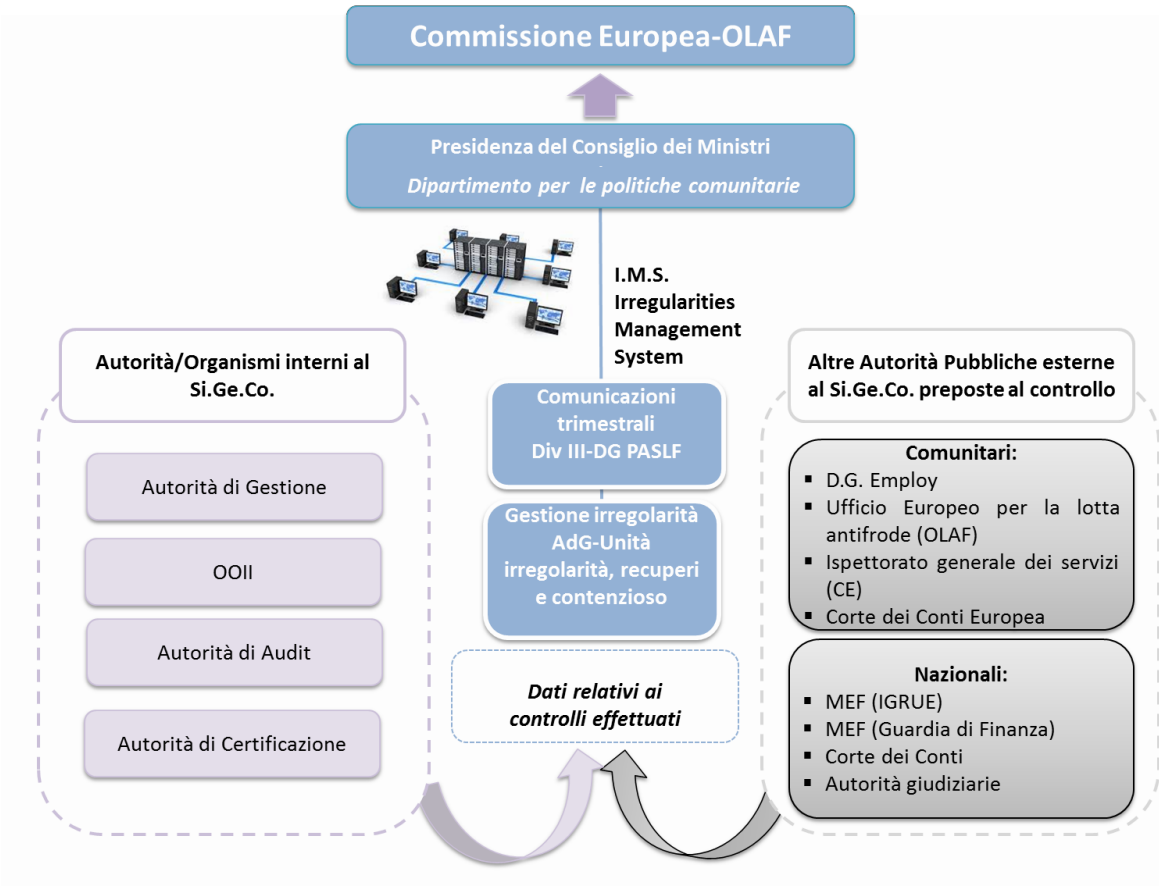 Commissione Europea-OLAF
Presidenza del Consiglio dei Ministri
-
Dipartimento per le politiche comunitarie
I.M.S.
Irregularities
Management
System
Autorità/Organismi interni al
Si.Ge.Co.
Autorità di Gestione
OOII
Autorità di Audit
Autorità di Certificazione
Comunicazioni
trimestrali
Div III-DG PASLF
Gestione irregolarità
AdG-Unità
irregolarità, recuperi
e contenzioso
Dati relativi ai
controlli effettuati
Altre Autorità Pubbliche esterne
al Si.Ge.Co. preposte al controllo
Comunitari:
▪ D.G. Employ
▪ Ufficio Europeo per la lotta
antifrode (OLAF)
▪ Ispettorato generale dei servizi
(CE)
▪ Corte dei Conti Europea
Nazionali:
▪ MEF (IGRUE)
▪ MEF (Guardia di Finanza)
▪ Corte dei Conti
▪ Autorità giudiziarie